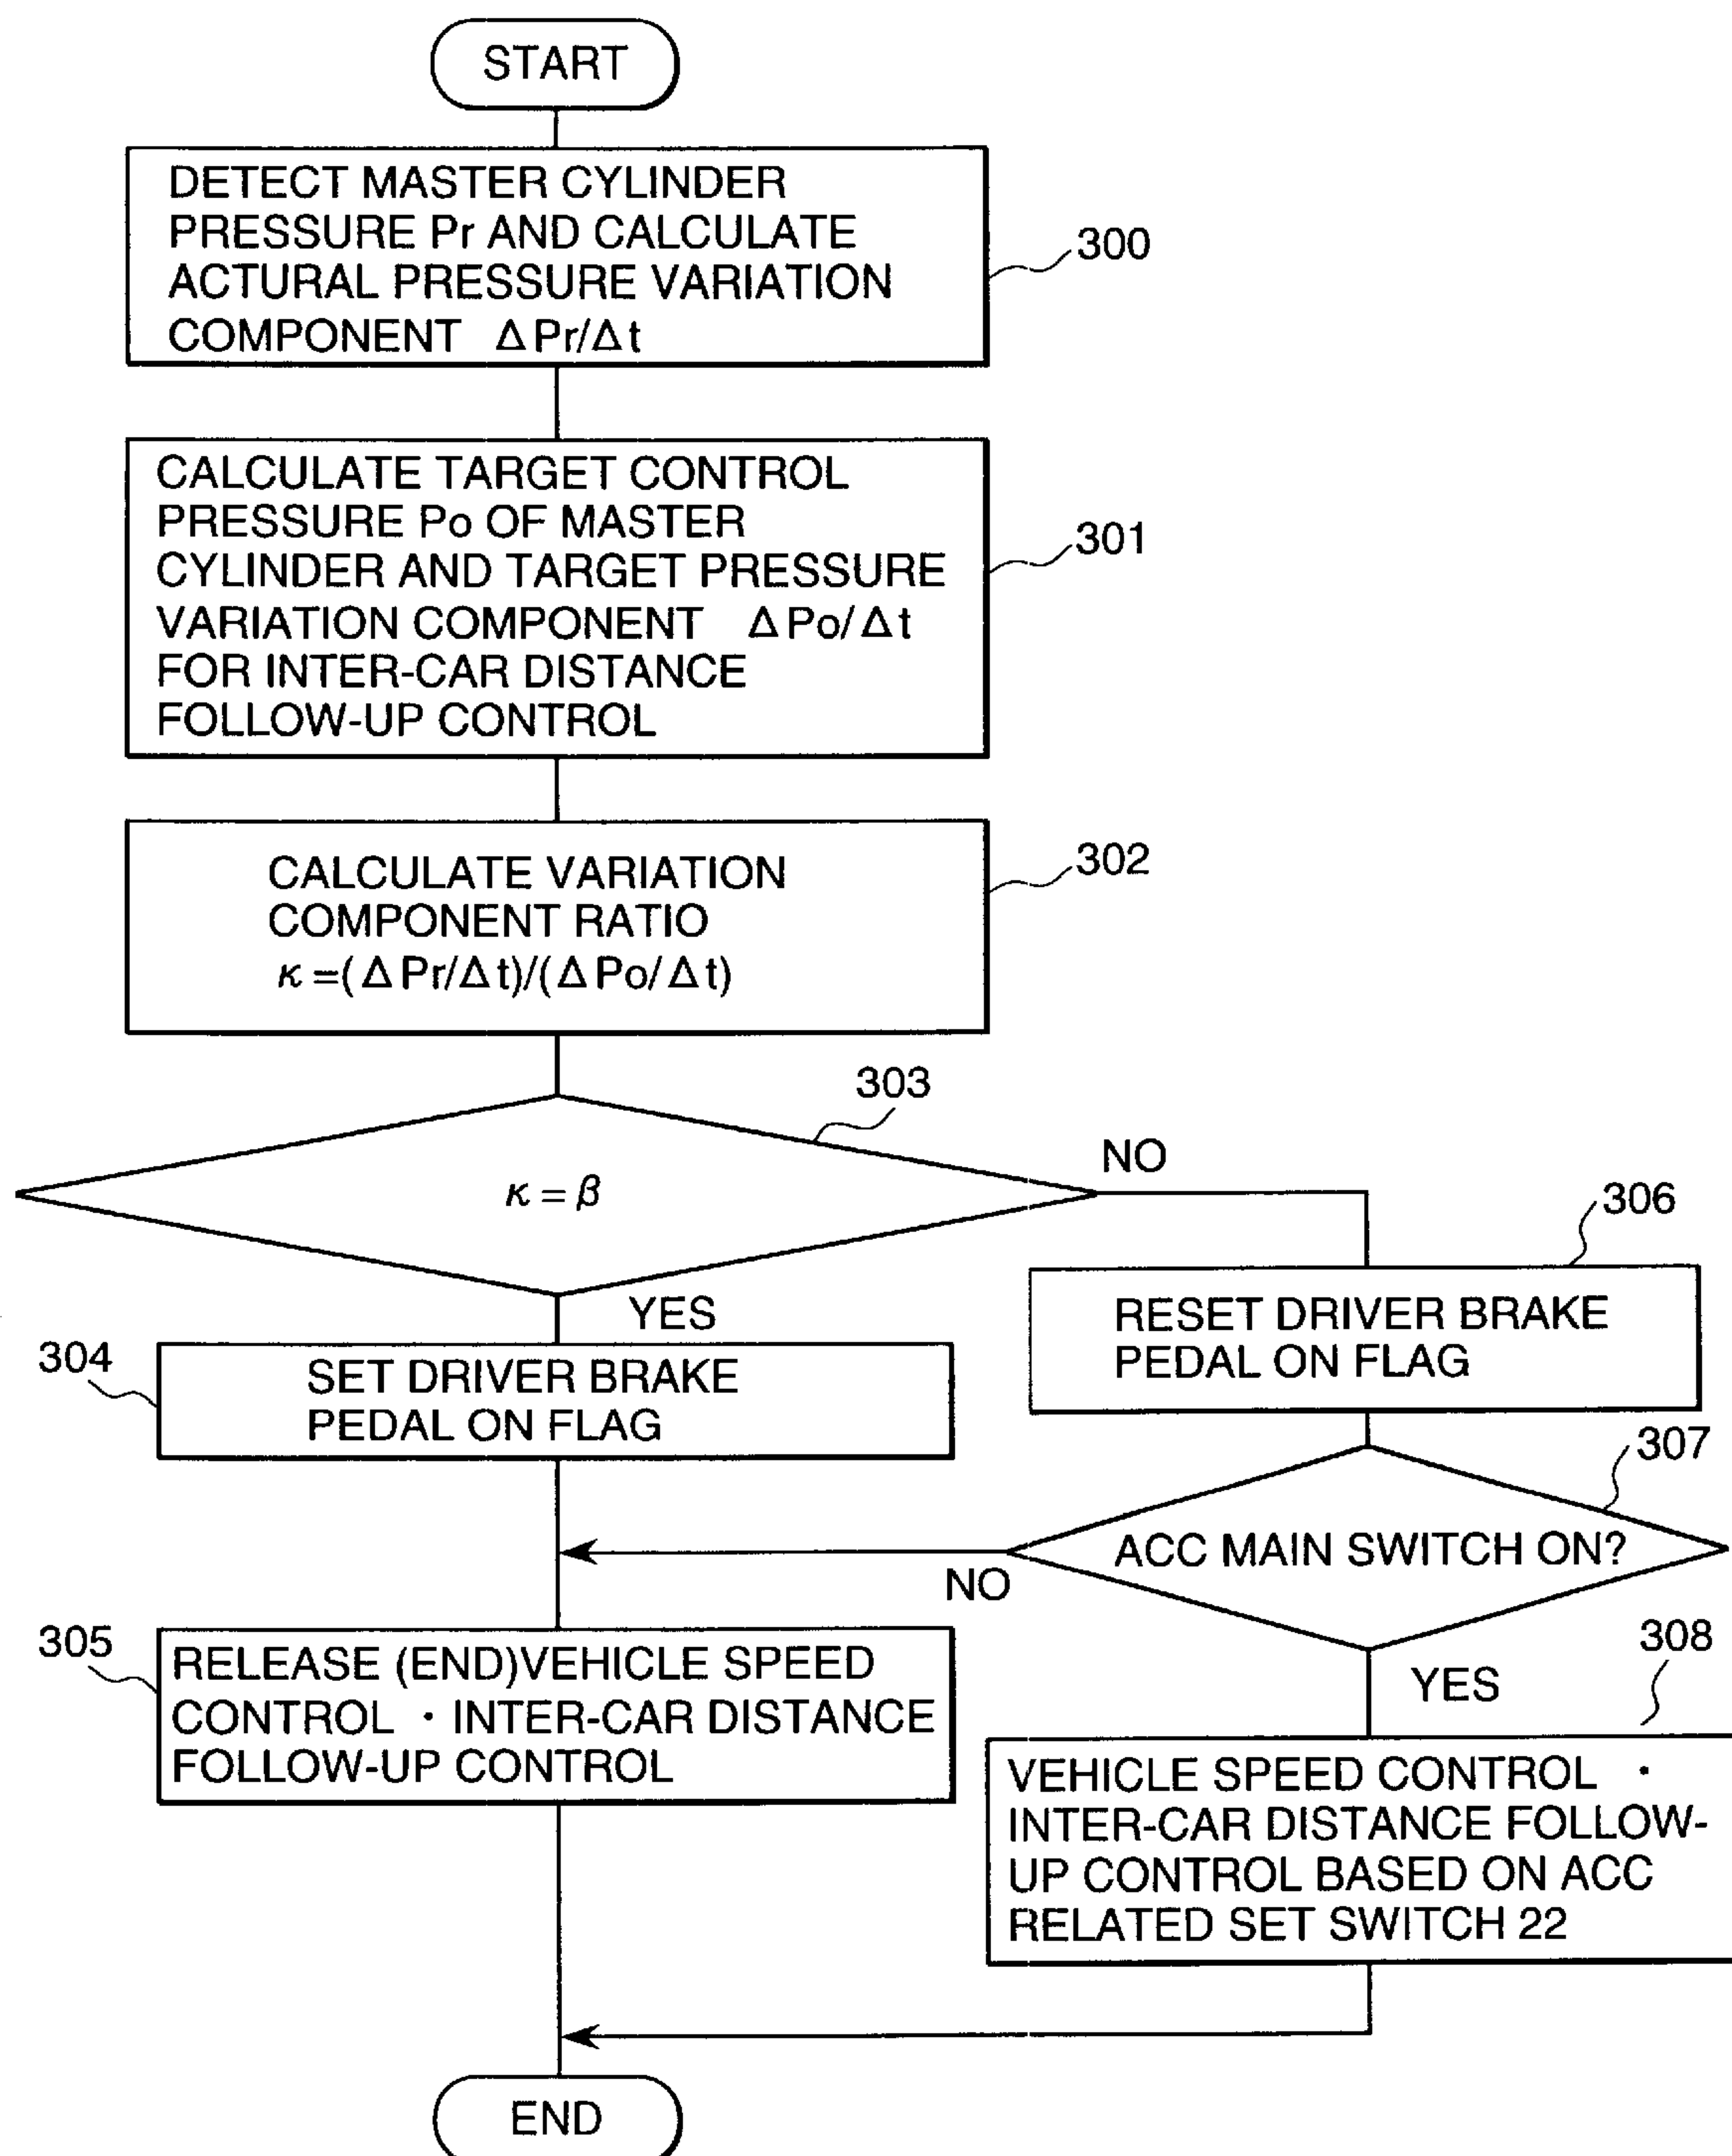 START
DETECT MASTER CYLINDER
PRESSURE Pr AND CALCULATE
ACTURAL PRESSURE VARIATION
COMPONENT ΔPr/Δt
300
CALCULATE TARGET CONTROL
PRESSURE Po OF MASTER
CYLINDER AND TARGET PRESSURE
VARIATION COMPONENT ΔPo/Δt
FOR INTER-CAR DISTANCE
FOLLOW-UP CONTROL
301
CALCULATE VARIATION
COMPONENT RATIO
κ=(ΔPr/Δt)/(ΔPo/Δt)
302
303
κ = β
NO
YES
304
SET DRIVER BRAKE
PEDAL ON FLAG
306
RESET DRIVER BRAKE
PEDAL ON FLAG
307
ACC MAIN SWITCH ON?
NO
YES
305
RELEASE (END)VEHICLE SPEED
CONTROL · INTER-CAR DISTANCE
FOLLOW-UP CONTROL
308
VEHICLE SPEED CONTROL ·
INTER-CAR DISTANCE FOLLOW-
UP CONTROL BASED ON ACC
RELATED SET SWITCH 22
END